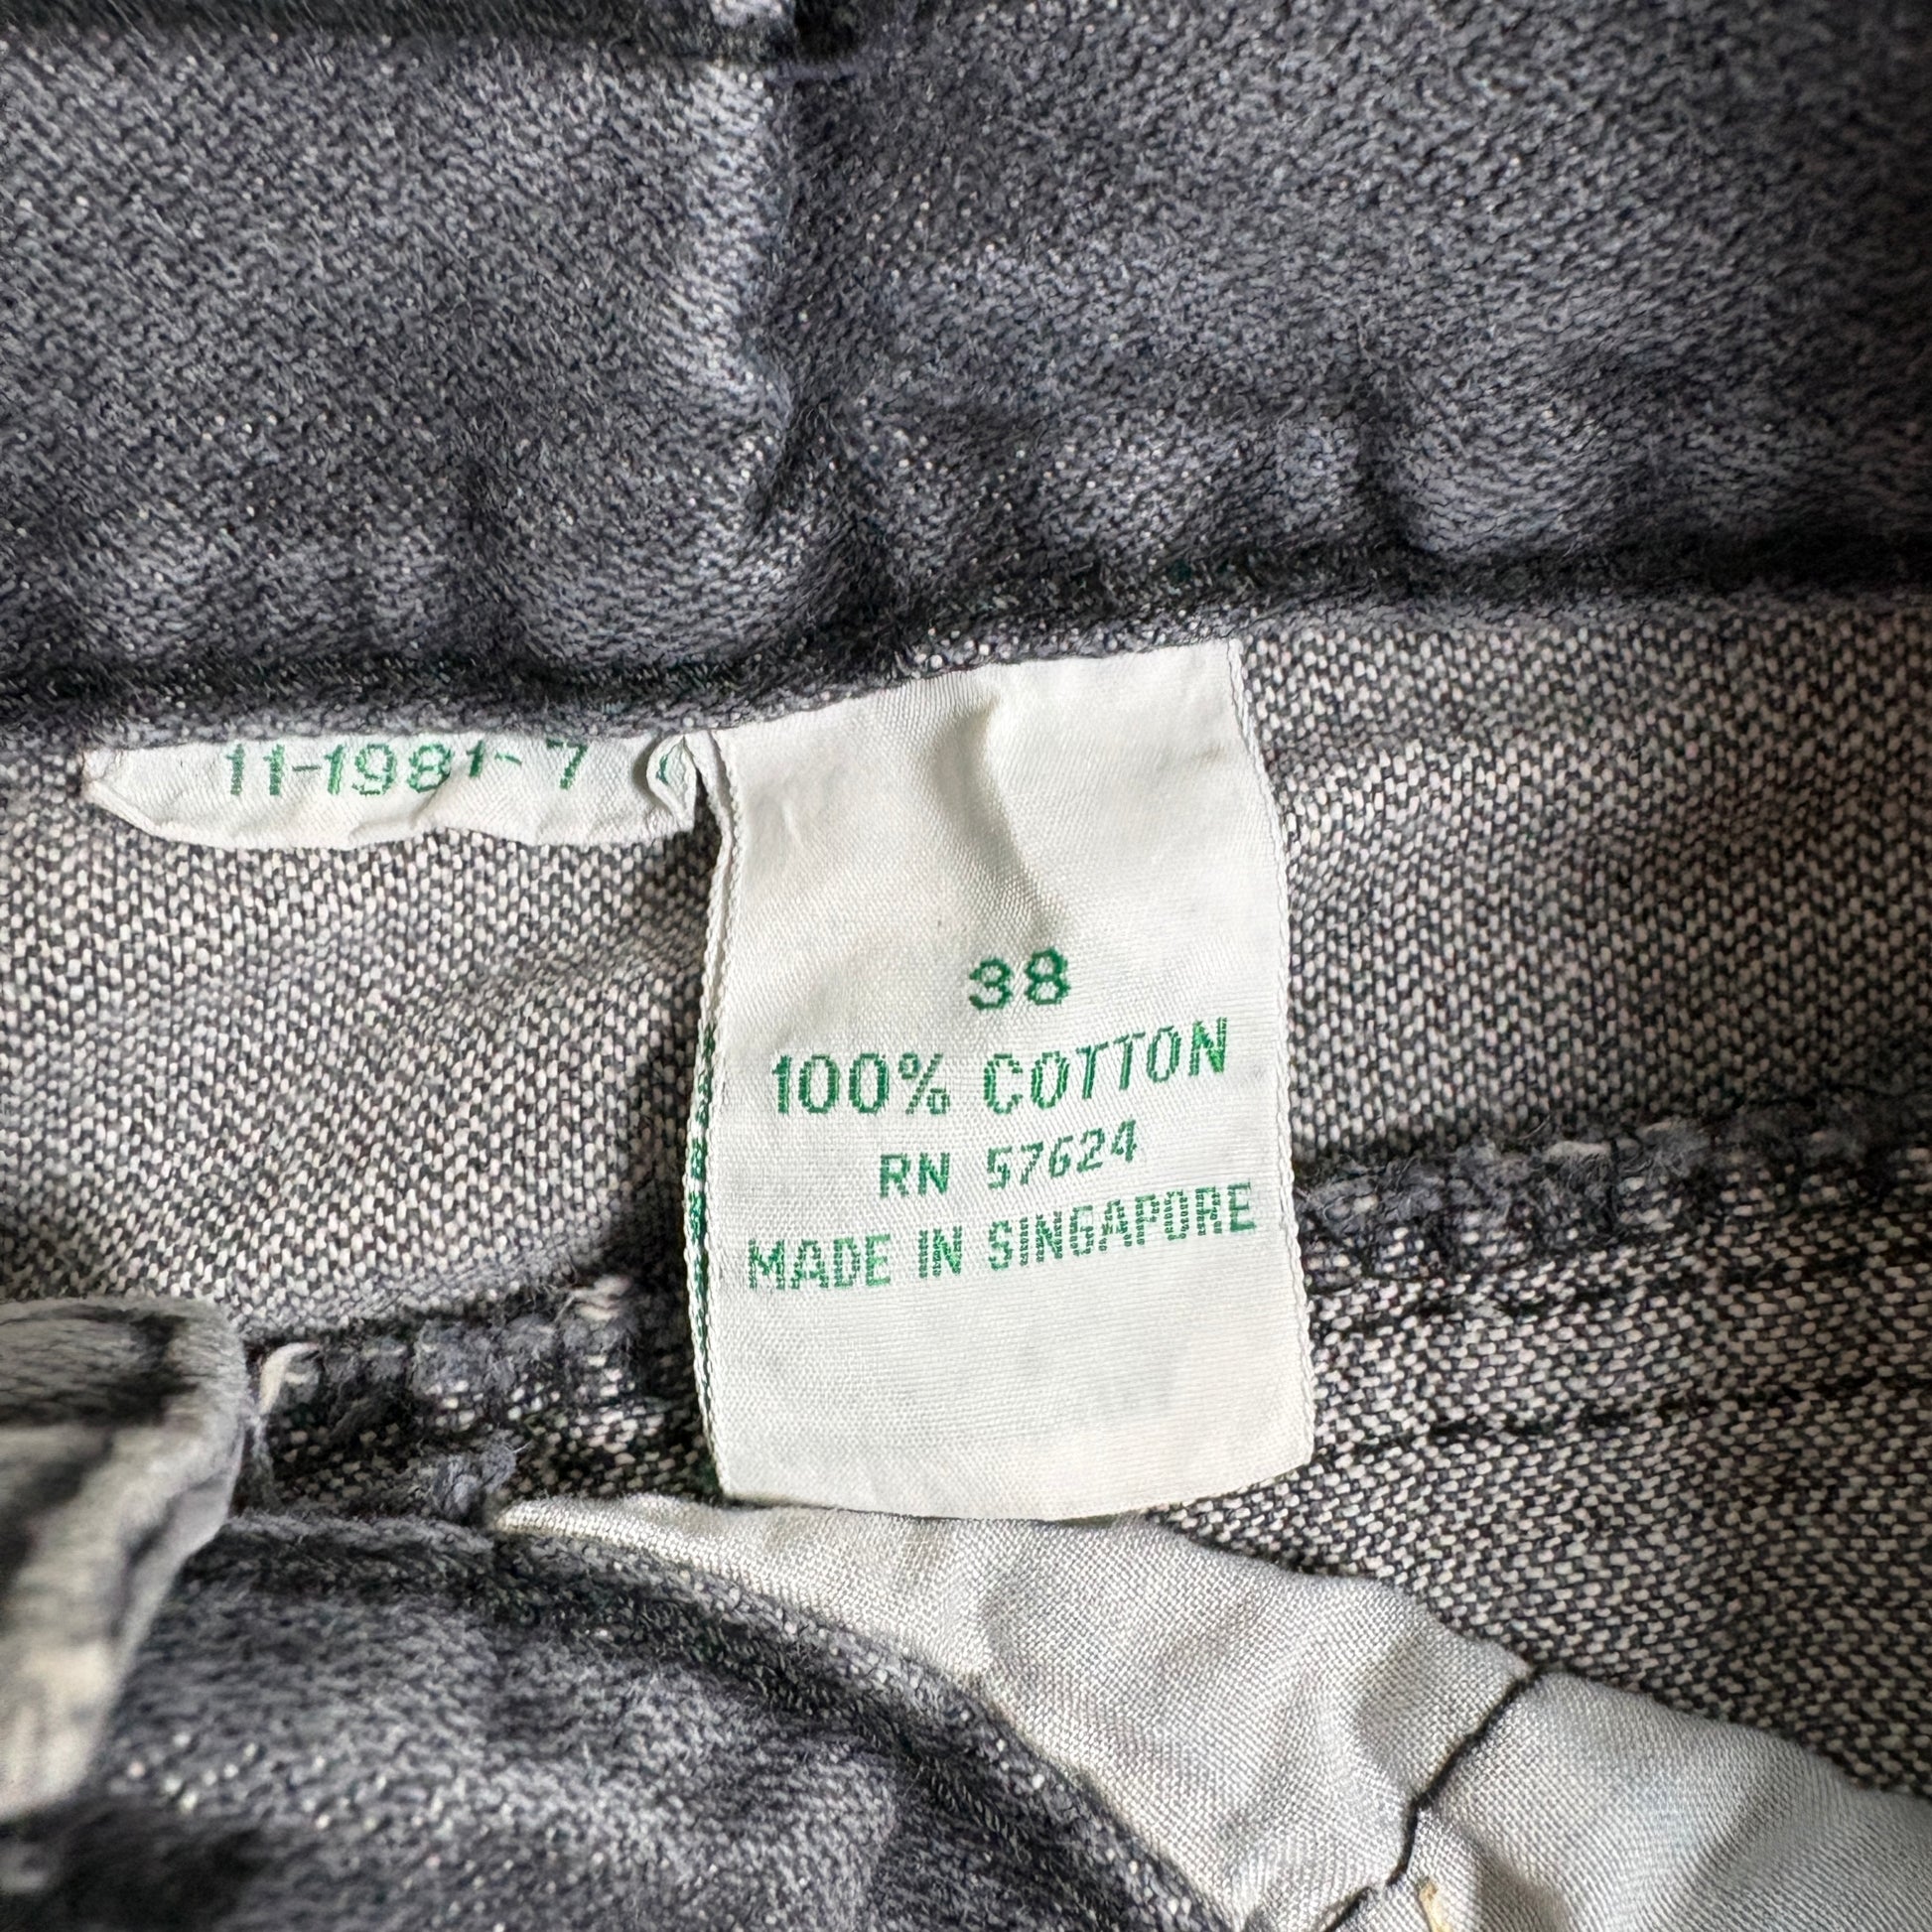 11-1981-7
38
100% COTTON
RN 57624
MADE IN SINGAPORE